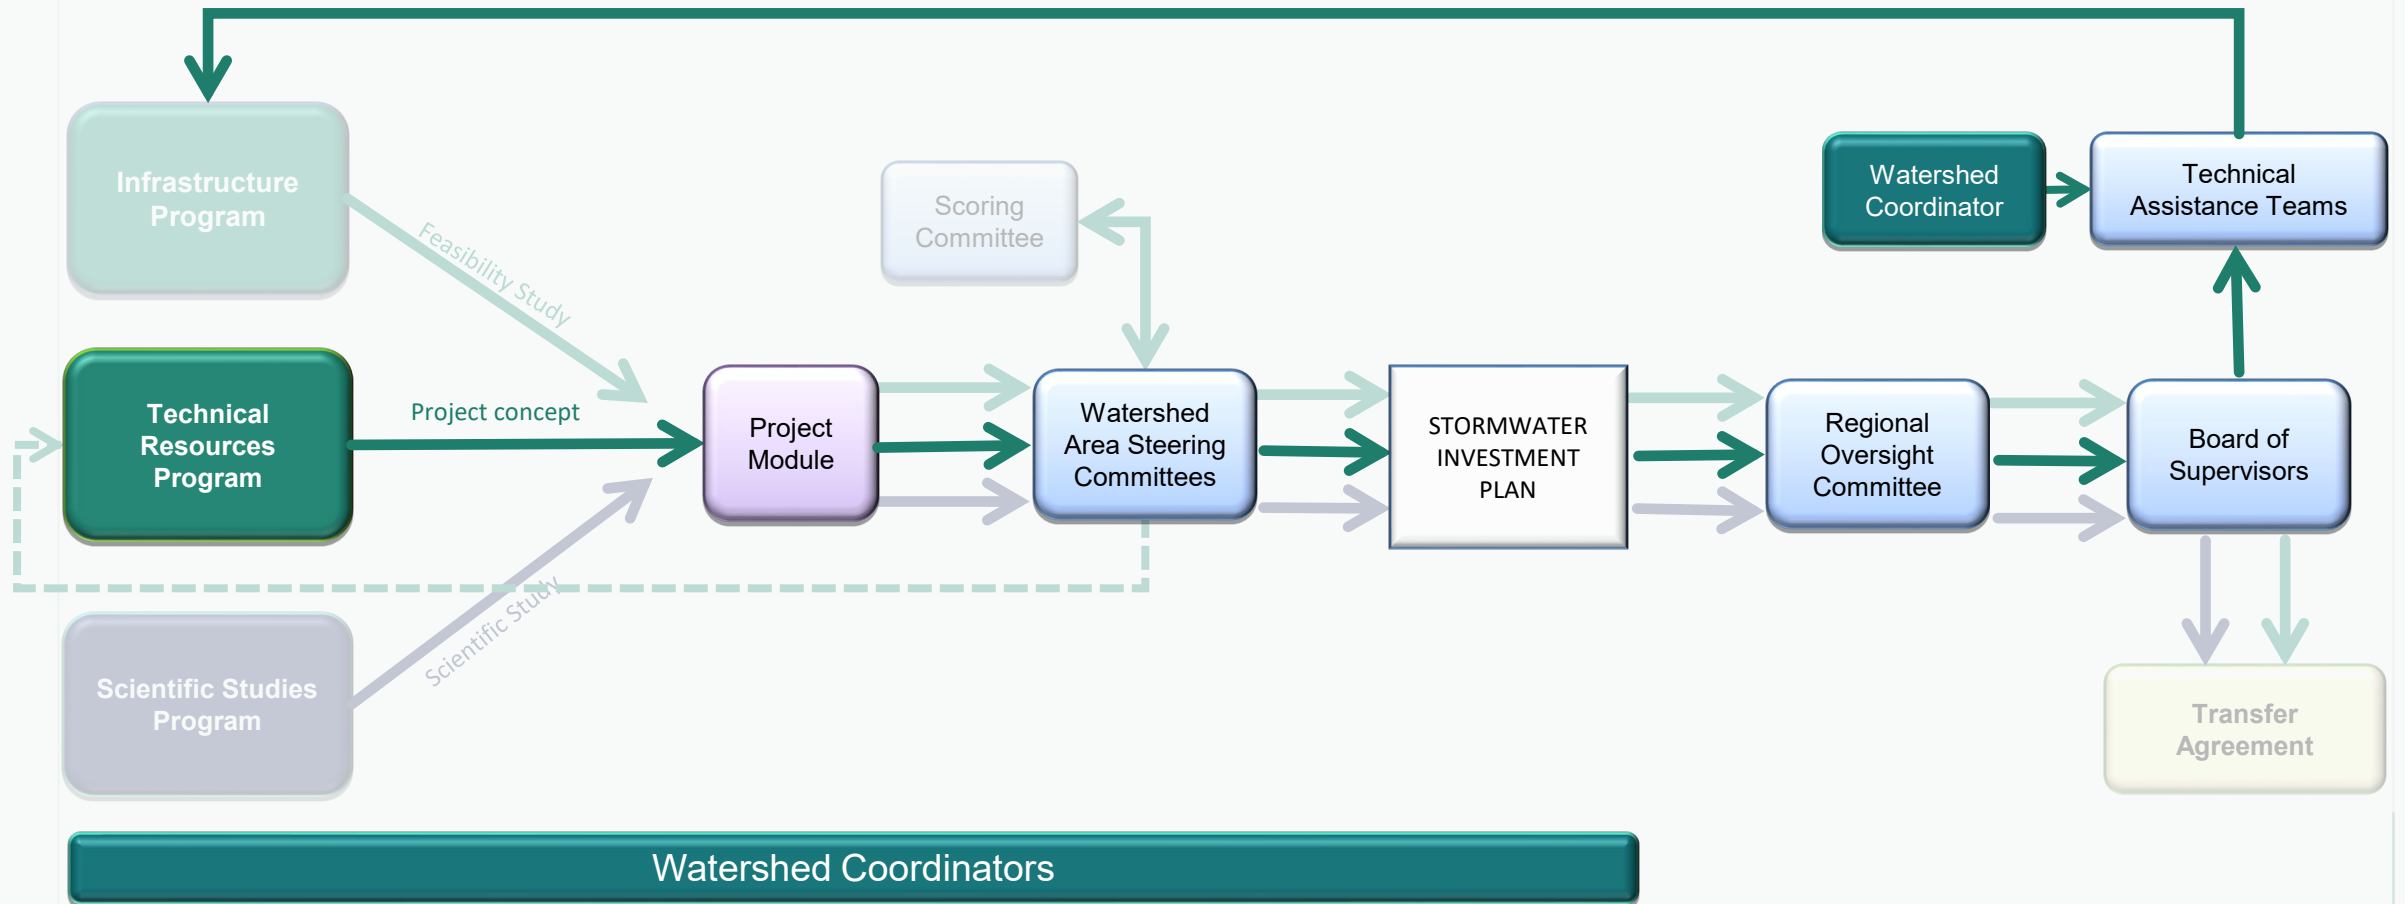 Infrastructure
Program
Feasibility Study
Scoring
Committee
Watershed
Coordinator
Technical
Assistance Teams
Technical
Resources
Program
Project concept
Project
Module
Watershed
Area Steering
Committees
STORMWATER
INVESTMENT
PLAN
Regional
Oversight
Committee
Board of
Supervisors
Scientific Studies
Program
Scientific Study
Transfer
Agreement
Watershed Coordinators